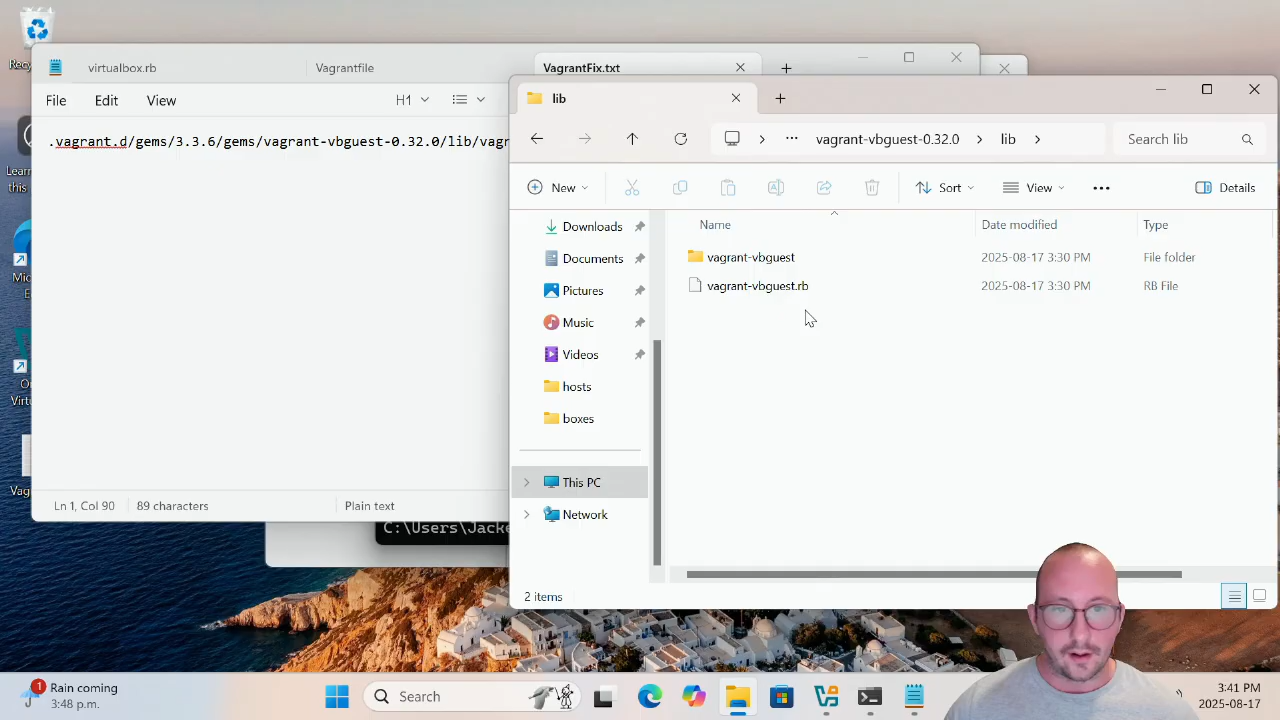 Recy
virtualbox.rb
Vagrantfile
VagrantFix.txt
File
Edit
View
H1
.vagrant.d/gems/3.3.6/gems/vagrant-vbguest-0.32.0/lib/vagr
Ln 1, Col 90
89 characters
Plain text
C:\Users\Jacke
Lear
this
Mic
E
O
Virtu
Vag
lib
vagrant-vbguest-0.32.0
lib
Search lib
New
Sort
View
Details
Downloads
Documents
Pictures
Music
Videos
hosts
boxes
This PC
Network
Name
Date modified
Type
vagrant-vbguest
2025-08-17 3:30 PM
File folder
vagrant-vbguest.rb
2025-08-17 3:30 PM
RB File
2 items
1
Rain coming
3:48 p.m.
Search
3:41 PM
2025-08-17